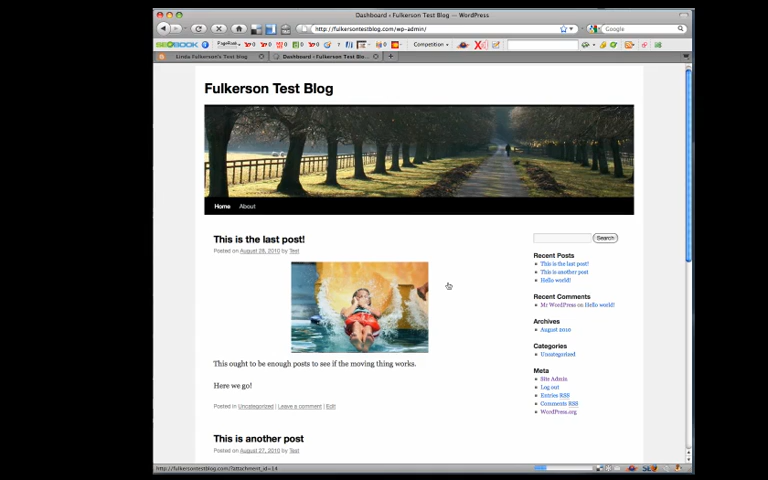 Dashboard ‹ Fulkerson Test Blog — WordPress
http://fulkersontestblog.com/wp-admin/
Google
SEOBOOK
PageRank
Competition
Linda Fulkerson's Test blog
Dashboard ‹ Fulkerson Test Blo...
Fulkerson Test Blog
Home About
This is the last post!
Posted on August 28, 2010 by Test
This ought to be enough posts to see if the moving thing works.
Here we go!
Posted in Uncategorized | Leave a comment | Edit
This is another post
Posted on August 27, 2010 by Test
Search
Recent Posts
This is the last post!
This is another post
Hello world!
Recent Comments
Mr WordPress on Hello world!
Archives
August 2010
Categories
Uncategorized
Meta
Site Admin
Log out
Entries RSS
Comments RSS
WordPress.org
http://fulkersontestblog.com/?attachment_id=14